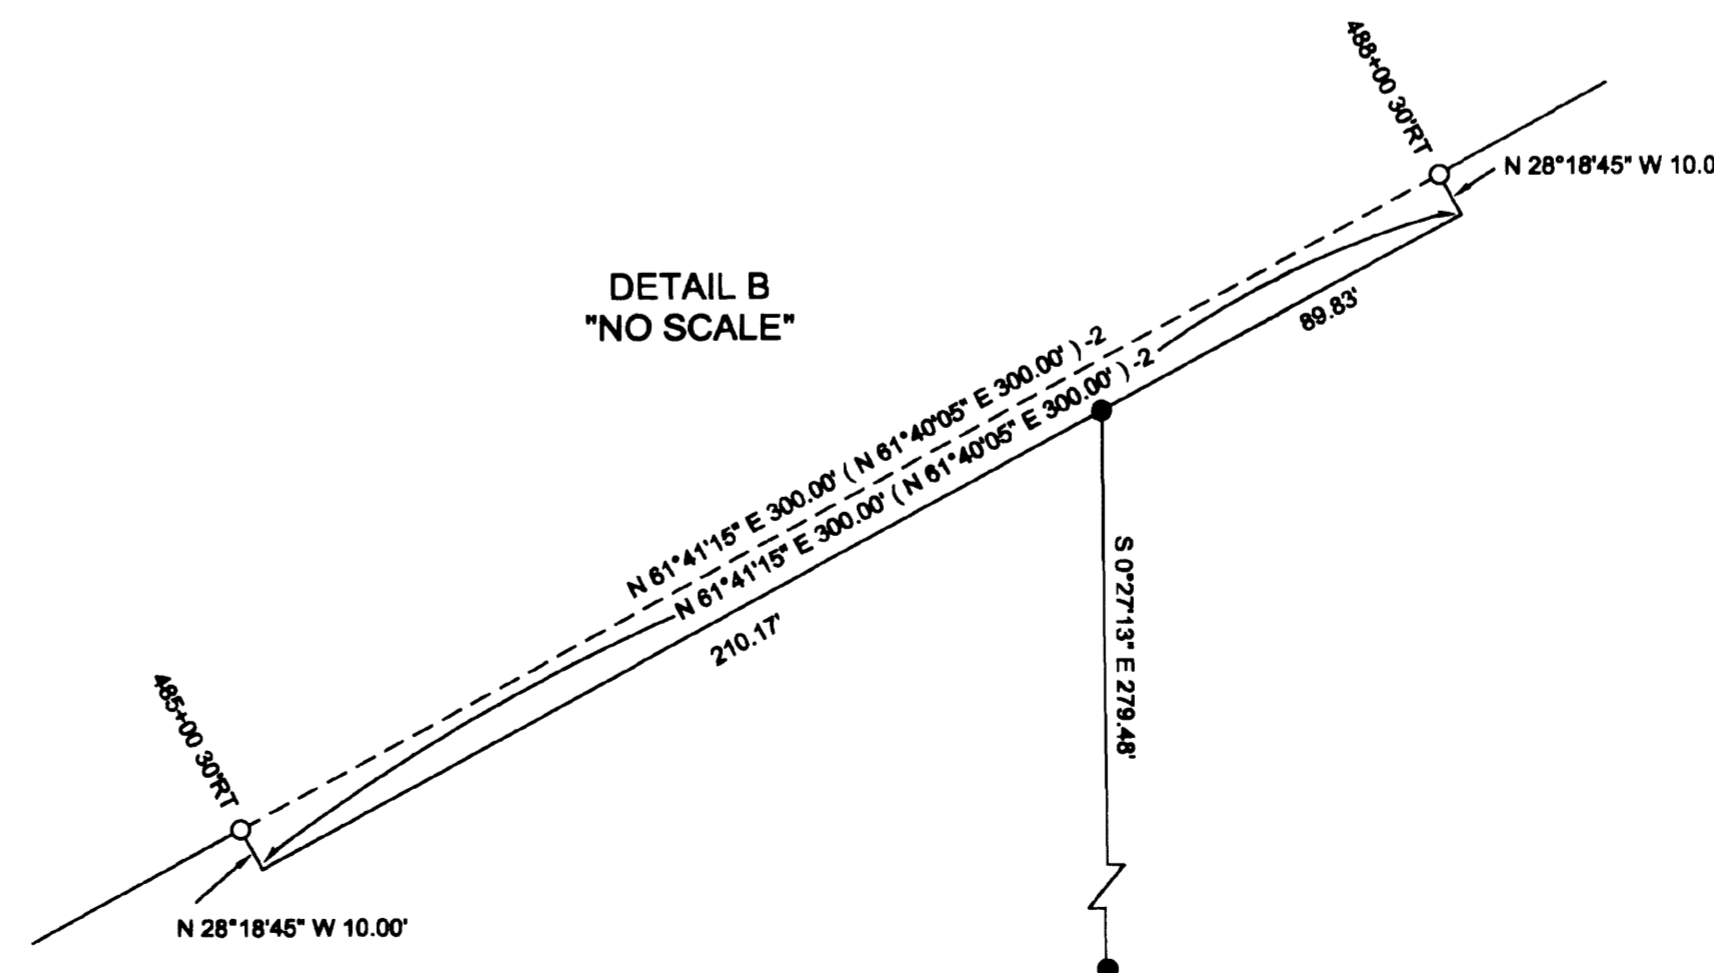 488+00 30'RT
N 28°18'45" W 10.0
DETAIL B
"NO SCALE"
89.83'
N 61°41'15" E 300.00' ( N 61°40'05" E 300.00' ) -2
N 61°41'15" E 300.00' ( N 61°40'05" E 300.00' ) -2
210.17'
S 0°27'13" E 279.48'
485+00 30'RT
N 28°18'45" W 10.00'